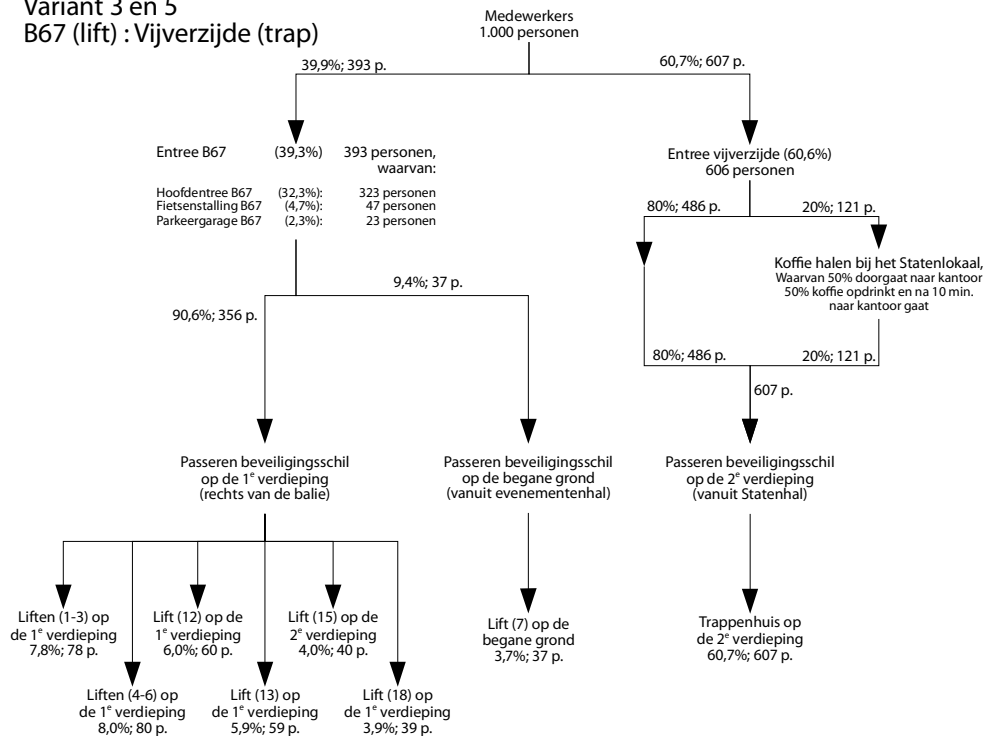 Variant 3 en 5
B67 (lift) : Vijverzijde (trap)
Medewerkers
1.000 personen
39,9%; 393 p.
60,7%; 607 p.
Entree B67 (39,3%) 393 personen,
waarvan:
Hoofdentree B67 (32,3%): 323 personen
Fietsenstalling B67 (4,7%): 47 personen
Parkeergarage B67 (2,3%): 23 personen
Entree vijverzijde (60,6%)
606 personen
80%; 486 p.
20%; 121 p.
Koffie halen bij het Statenlokaal,
Waarvan 50% doorgaat naar kantoor
50% koffie opdrinkt en na 10 min.
naar kantoor gaat
9,4%; 37 p.
90,6%; 356 p.
80%; 486 p.
20%; 121 p.
607 p.
Passeren beveiligingsschil
op de 1e verdieping
(rechts van de balie)
Passeren beveiligingsschil
op de begane grond
(vanuit evenementenhal)
Passeren beveiligingsschil
op de 2e verdieping
(vanuit Statenhal)
Liften (1-3) op
de 1e verdieping
7,8%; 78 p.
Lift (12) op de
1e verdieping
6,0%; 60 p.
Lift (15) op de
2e verdieping
4,0%; 40 p.
Lift (7) op de
begane grond
3,7%; 37 p.
Trappenhuis op
de 2e verdieping
60,7%; 607 p.
Liften (4-6) op
de 1e verdieping
8,0%; 80 p.
Lift (13) op
de 1e verdieping
5,9%; 59 p.
Lift (18) op
de 1e verdieping
3,9%; 39 p.